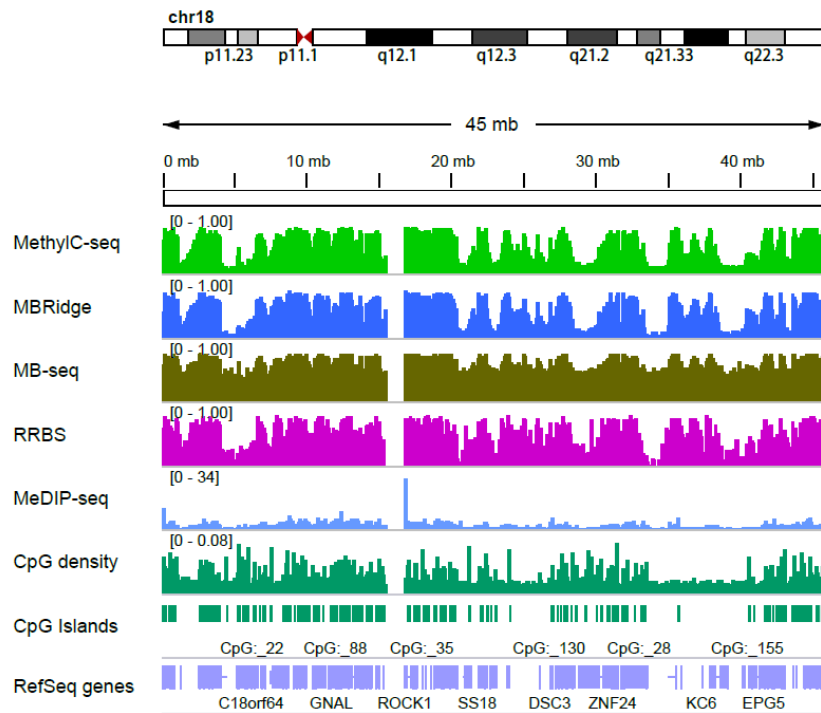 chr18
p11.23 p11.1 q12.1 q12.3 q21.2 q21.33 q22.3
45 mb
0 mb 10 mb 20 mb 30 mb 40 mb
[0 - 1.00]
MethylC-seq
[0 - 1.00]
MBRidge
[0 - 1.00]
MB-seq
[0 - 1.00]
RRBS
[0 - 34]
MeDIP-seq
[0 - 0.08]
CpG density
CpG Islands
CpG:_22 CpG:_88 CpG:_35 CpG:_130 CpG:_28 CpG:_155
RefSeq genes
C18orf64 GNAL ROCK1 SS18 DSC3 ZNF24 KC6 EPG5